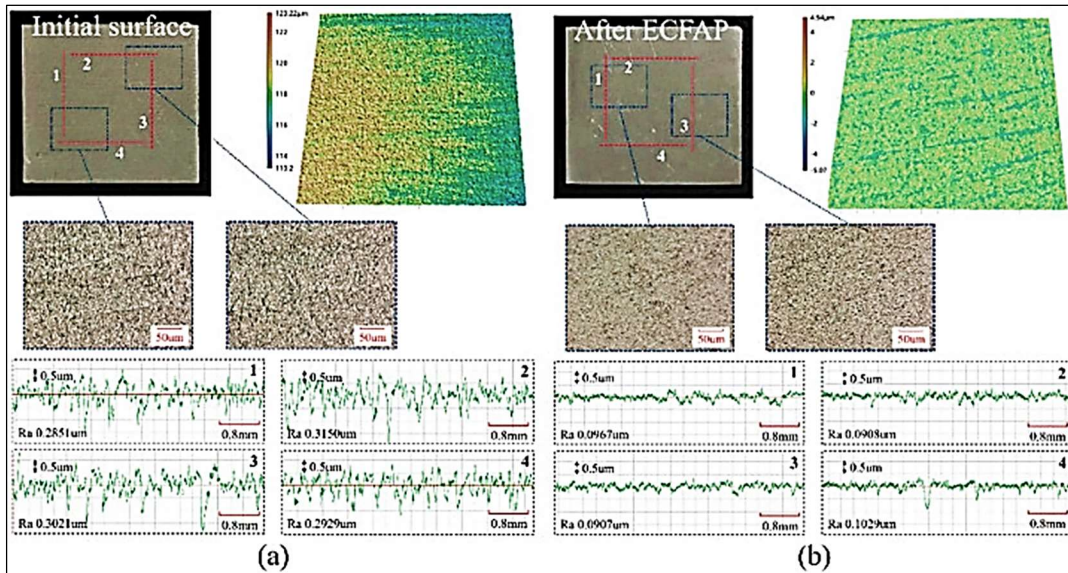 Initial surface
1
2
3
4
123.22μm
122
120
118
116
114
113.2
50um
50um
0.5um
1
Ra 0.2851um
0.8mm
0.5um
2
Ra 0.3150um
0.8mm
0.5um
3
Ra 0.3021um
0.8mm
0.5um
4
Ra 0.2929um
0.8mm
(a)
After ECFAP
1
2
3
4
4.94μm
4
2
0
-2
-4
-5.07
50um
50um
0.5um
1
Ra 0.0967um
0.8mm
0.5um
2
Ra 0.0908um
0.8mm
0.5um
3
Ra 0.0907um
0.8mm
0.5um
4
Ra 0.1029um
0.8mm
(b)